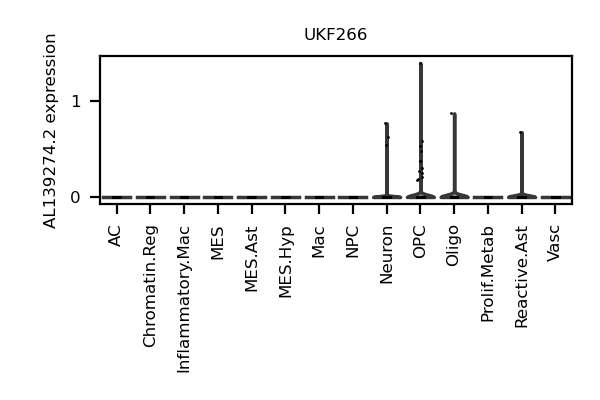 UKF266
AL139274.2 expression
1
0
AC
Chromatin.Reg
Inflammatory.Mac
MES
MES.Ast
MES.Hyp
Mac
NPC
Neuron
OPC
Oligo
Prolif.Metab
Reactive.Ast
Vasc